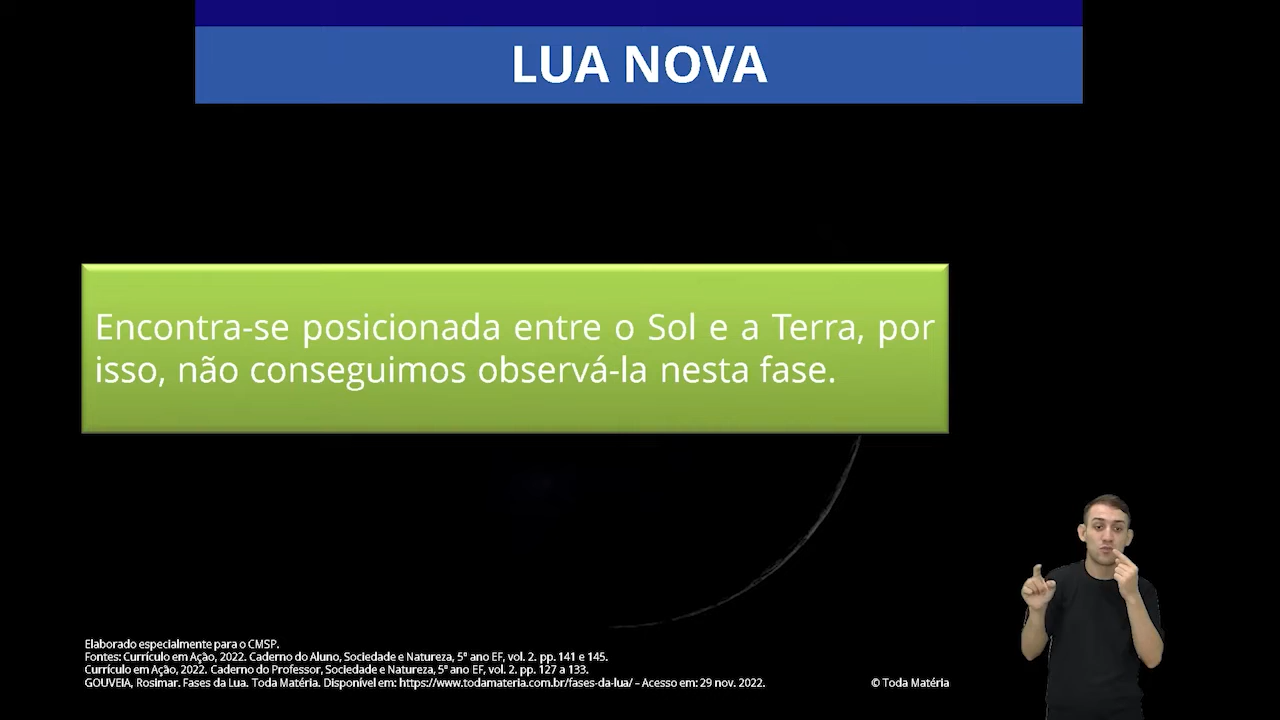 LUA NOVA
Encontra-se posicionada entre o Sol e a Terra, por
isso, não conseguimos observá-la nesta fase.
Elaborado especialmente para o CMSP.
Fontes: Currículo em Ação, 2022. Caderno do Aluno, Sociedade e Natureza, 5º ano EF, vol. 2. pp. 141 e 145.
Currículo em Ação, 2022. Caderno do Professor, Sociedade e Natureza, 5º ano EF, vol. 2. pp. 127 a 133.
GOUVEIA, Rosimar. Fases da Lua. Toda Matéria. Disponível em: https://www.todamateria.com.br/fases-da-lua/ – Acesso em: 29 nov. 2022.
© Toda Matéria